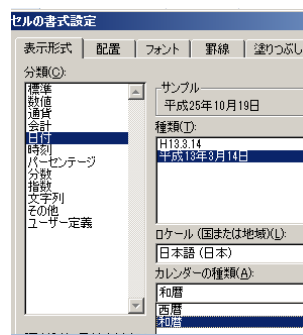 セルの書式設定
表示形式 配置 フォント 罫線 塗りつぶし
分類(C):
標準
数値
通貨
会計
日付
時刻
パーセンテージ
分数
指数
文字列
その他
ユーザー定義
サンプル
平成25年10月19日
種類(T):
H13.3.14
平成13年3月14日
ロケール (国または地域)(L):
日本語 (日本)
カレンダーの種類(A):
和暦
西暦
和暦